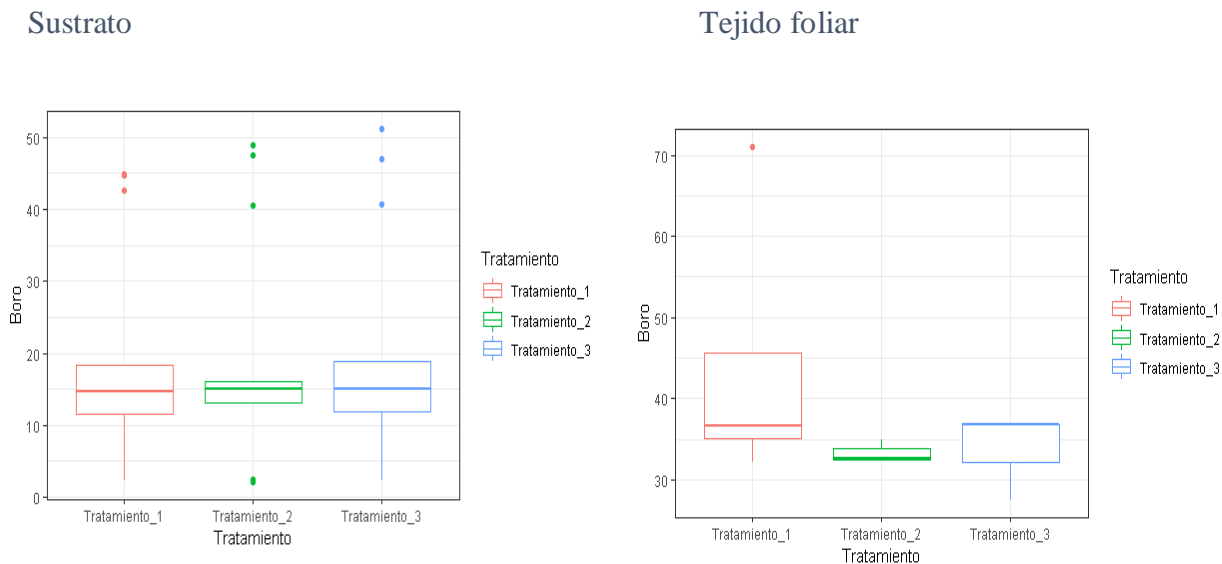 Sustrato
Tejido foliar
50
40
30
20
10
0
Boro
Tratamiento_1 Tratamiento_2 Tratamiento_3
Tratamiento
Tratamiento
Tratamiento_1
Tratamiento_2
Tratamiento_3
70
60
50
40
30
Boro
Tratamiento_1 Tratamiento_2 Tratamiento_3
Tratamiento
Tratamiento
Tratamiento_1
Tratamiento_2
Tratamiento_3